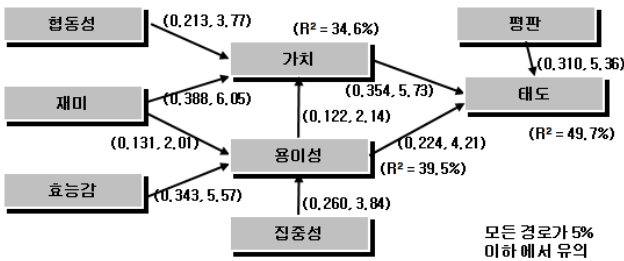 협동성
(0.213, 3.77)
(R² = 34.6%)
평판
가치
(0.310, 5.36)
재미
(0.388, 6.05)
(0.354, 5.73)
태도
(0.122, 2.14)
(0.131, 2.01)
용이성
(0.224, 4.21)
(R² = 49.7%)
(R² = 39.5%)
효능감
(0.343, 5.57)
(0.260, 3.84)
집중성
모든 경로가 5%
이하에서 유의